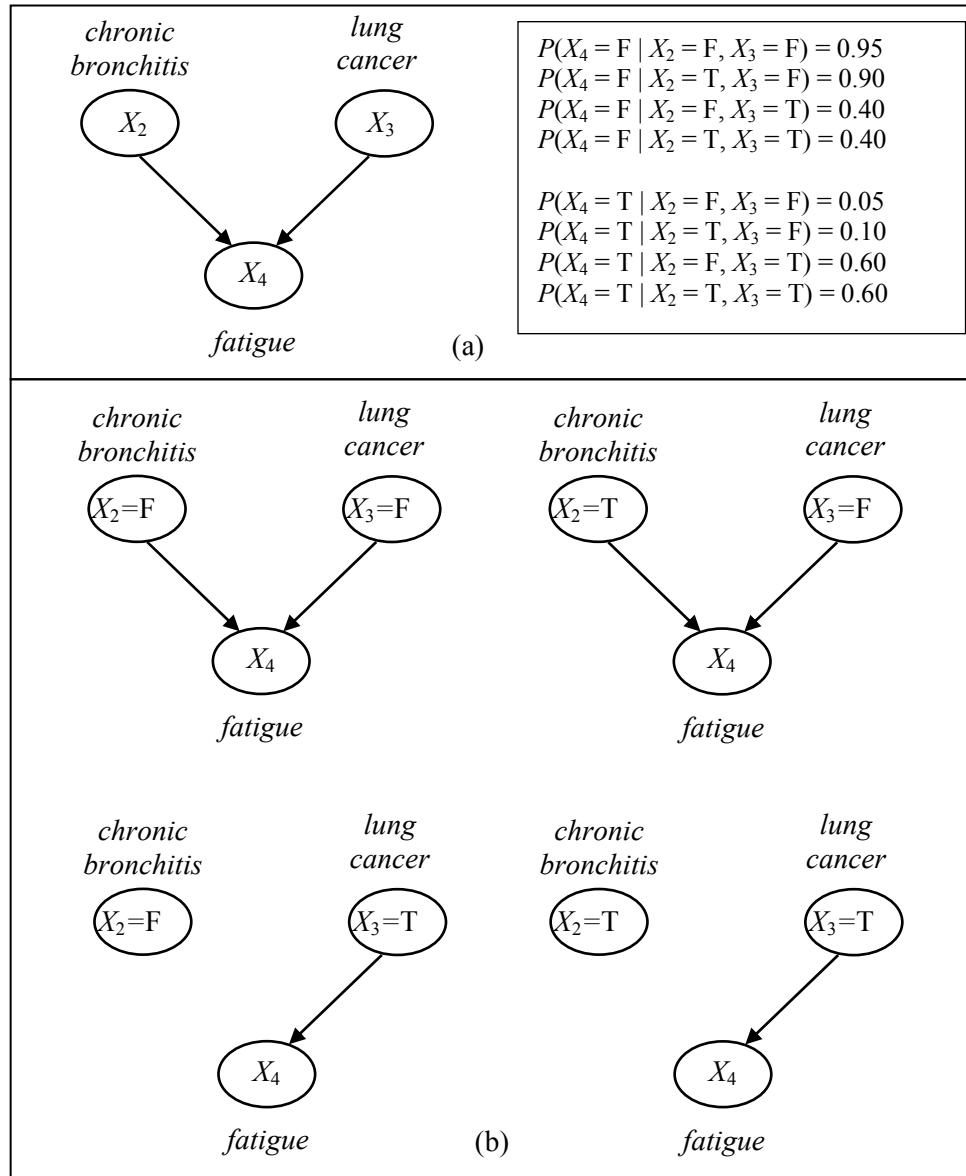 chronic
bronchitis
lung
cancer
X₂
X₃
X₄
fatigue
(a)
P(X₄ = F | X₂ = F, X₃ = F) = 0.95
P(X₄ = F | X₂ = T, X₃ = F) = 0.90
P(X₄ = F | X₂ = F, X₃ = T) = 0.40
P(X₄ = F | X₂ = T, X₃ = T) = 0.40
P(X₄ = T | X₂ = F, X₃ = F) = 0.05
P(X₄ = T | X₂ = T, X₃ = F) = 0.10
P(X₄ = T | X₂ = F, X₃ = T) = 0.60
P(X₄ = T | X₂ = T, X₃ = T) = 0.60
chronic
bronchitis
lung
cancer
X₂=F
X₃=F
X₄
fatigue
chronic
bronchitis
lung
cancer
X₂=T
X₃=F
X₄
fatigue
chronic
bronchitis
lung
cancer
X₂=F
X₃=T
X₄
fatigue
chronic
bronchitis
lung
cancer
X₂=T
X₃=T
X₄
fatigue
(b)